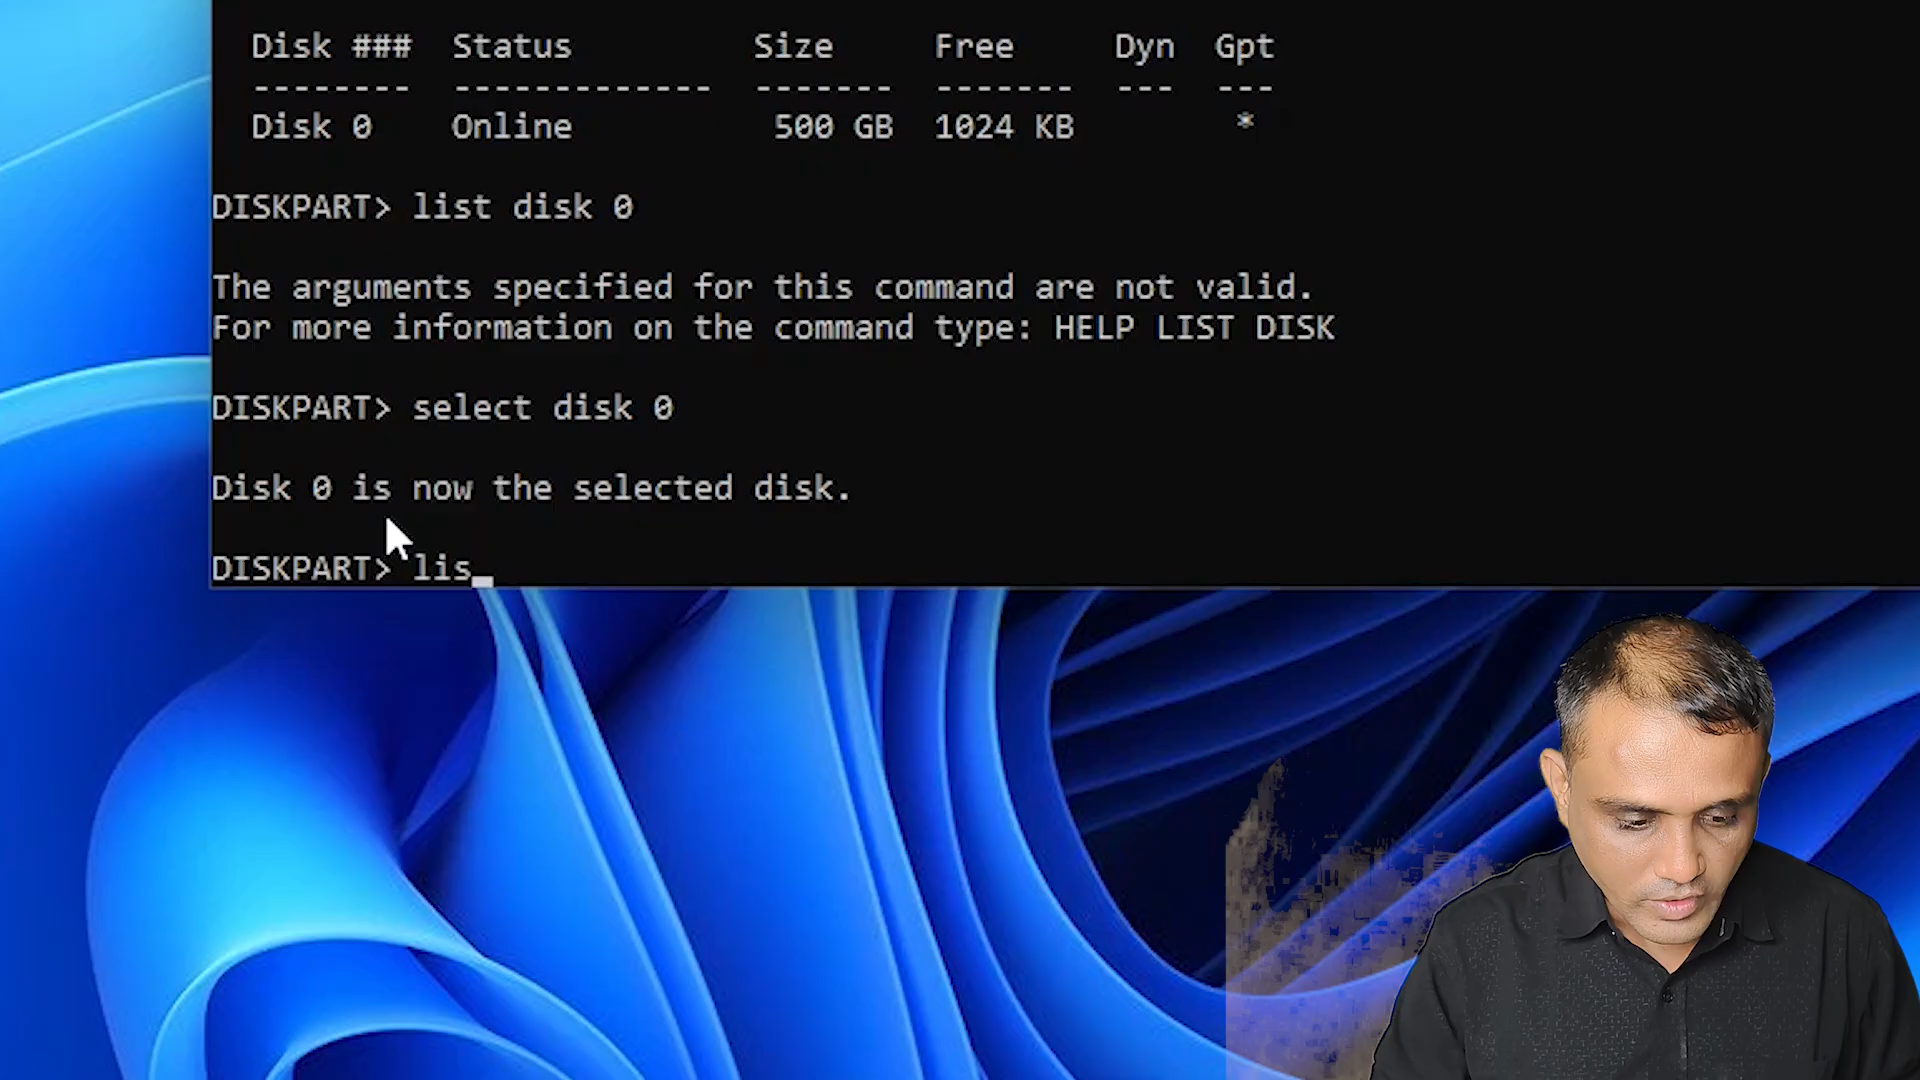 Disk ### Status Size Free Dyn Gpt
-------- ------------- ------- ------- --- ---
Disk 0 Online 500 GB 1024 KB *
DISKPART> list disk 0
The arguments specified for this command are not valid.
For more information on the command type: HELP LIST DISK
DISKPART> select disk 0
Disk 0 is now the selected disk.
DISKPART> lis_